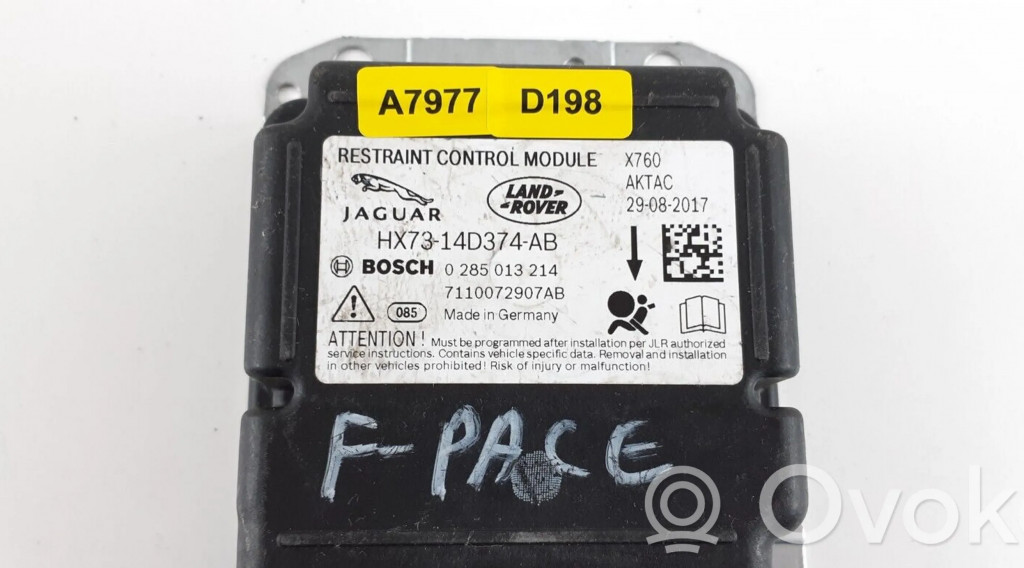 A7977 D198
RESTRAINT CONTROL MODULE X760
AKTAC
29-08-2017
JAGUAR
LAND-
-ROVER
HX73-14D374-AB
BOSCH 0 285 013 214
7110072907AB
085 Made in Germany
ATTENTION! Must be programmed after installation per JLR authorized
service instructions. Contains vehicle specific data. Removal and installation
in other vehicles prohibited! Risk of injury or malfunction!
F-PACE
Ovok